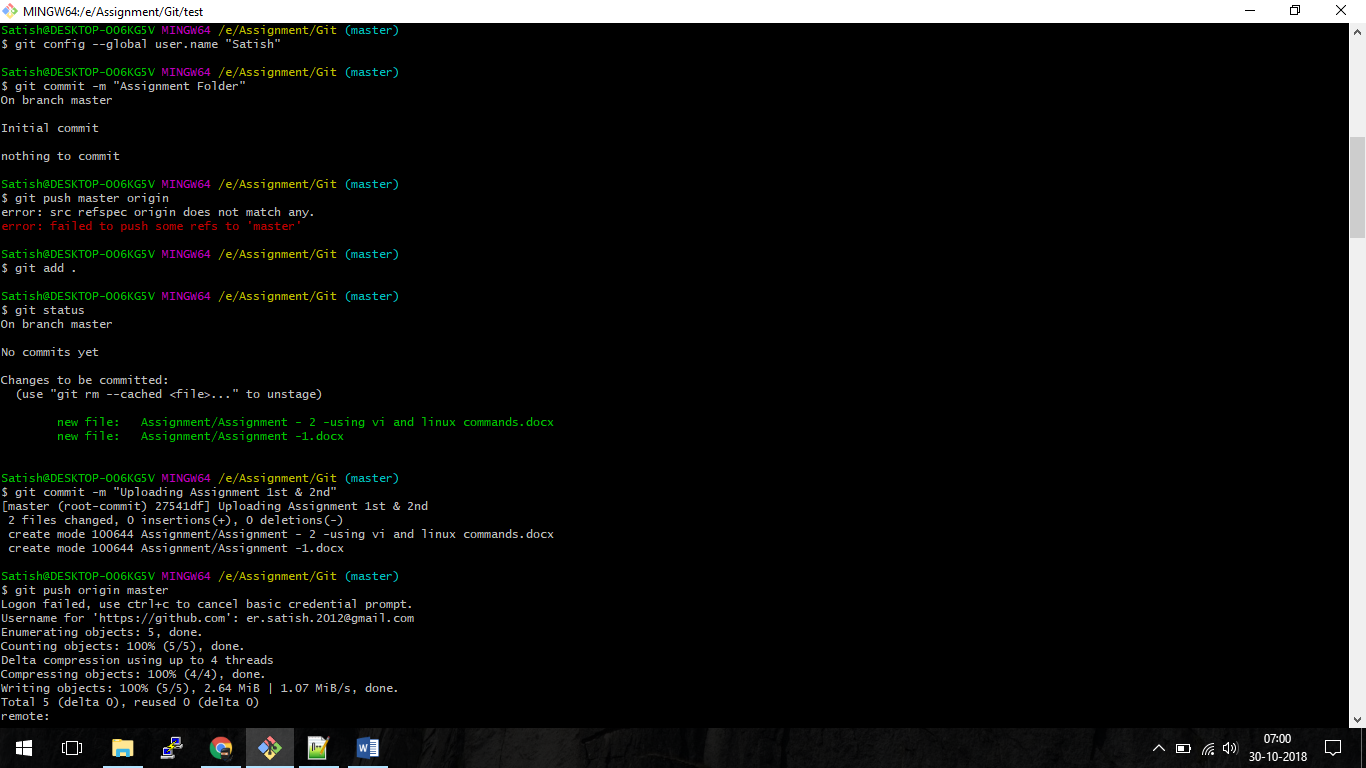 MINGW64:/e/Assignment/Git/test
Satish@DESKTOP-OO6KG5V MINGW64 /e/Assignment/Git (master)
$ git config --global user.name "Satish"
Satish@DESKTOP-OO6KG5V MINGW64 /e/Assignment/Git (master)
$ git commit -m "Assignment Folder"
On branch master
Initial commit
nothing to commit
Satish@DESKTOP-OO6KG5V MINGW64 /e/Assignment/Git (master)
$ git push master origin
error: src refspec origin does not match any.
error: failed to push some refs to 'master'
Satish@DESKTOP-OO6KG5V MINGW64 /e/Assignment/Git (master)
$ git add .
Satish@DESKTOP-OO6KG5V MINGW64 /e/Assignment/Git (master)
$ git status
On branch master
No commits yet
Changes to be committed:
  (use "git rm --cached <file>..." to unstage)
        new file:   Assignment/Assignment - 2 -using vi and linux commands.docx
        new file:   Assignment/Assignment -1.docx
Satish@DESKTOP-OO6KG5V MINGW64 /e/Assignment/Git (master)
$ git commit -m "Uploading Assignment 1st & 2nd"
[master (root-commit) 27541df] Uploading Assignment 1st & 2nd
 2 files changed, 0 insertions(+), 0 deletions(-)
 create mode 100644 Assignment/Assignment - 2 -using vi and linux commands.docx
 create mode 100644 Assignment/Assignment -1.docx
Satish@DESKTOP-OO6KG5V MINGW64 /e/Assignment/Git (master)
$ git push origin master
Logon failed, use ctrl+c to cancel basic credential prompt.
Username for 'https://github.com': er.satish.2012@gmail.com
Enumerating objects: 5, done.
Counting objects: 100% (5/5), done.
Delta compression using up to 4 threads
Compressing objects: 100% (4/4), done.
Writing objects: 100% (5/5), 2.64 MiB | 1.07 MiB/s, done.
Total 5 (delta 0), reused 0 (delta 0)
remote:
07:00
30-10-2018